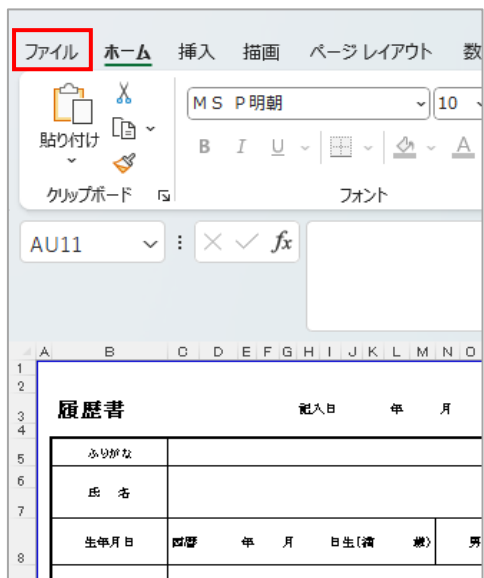 ファイル ホーム 挿入 描画 ページ レイアウト 数
ＭＳ Ｐ明朝 10
貼り付け
B I U A
クリップボード フォント
AU11 fx
A B C D E F G H I J K L M N O
1
2
3 履歴書 記入日 年 月
4
5 ふりがな
6
氏 名
7
生年月日 西暦 年 月 日生(満 歳) 男
8